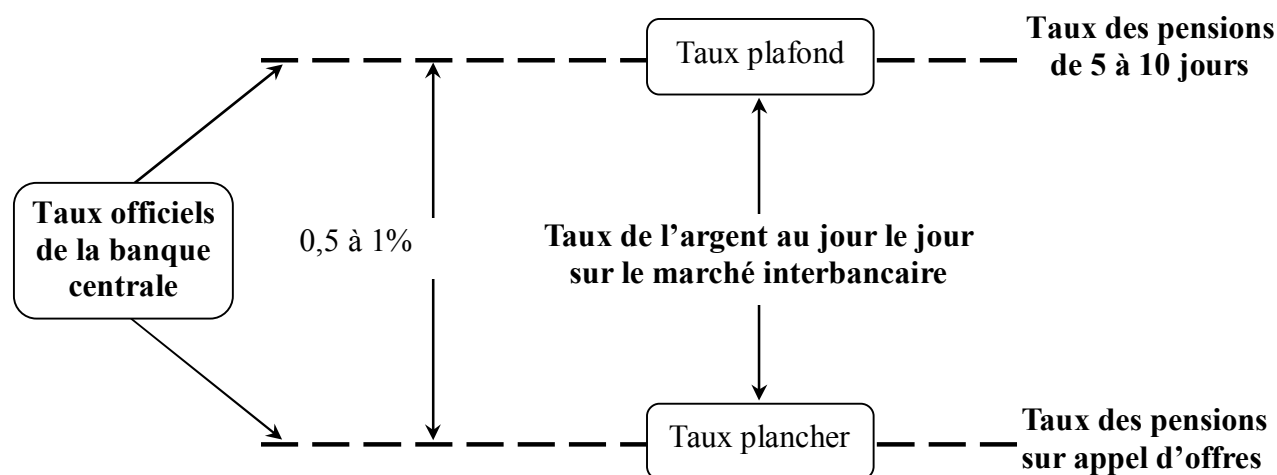 Taux plafond
Taux des pensions
de 5 à 10 jours
Taux officiels
de la banque
centrale
0,5 à 1%
Taux de l’argent au jour le jour
sur le marché interbancaire
Taux plancher
Taux des pensions
sur appel d’offres